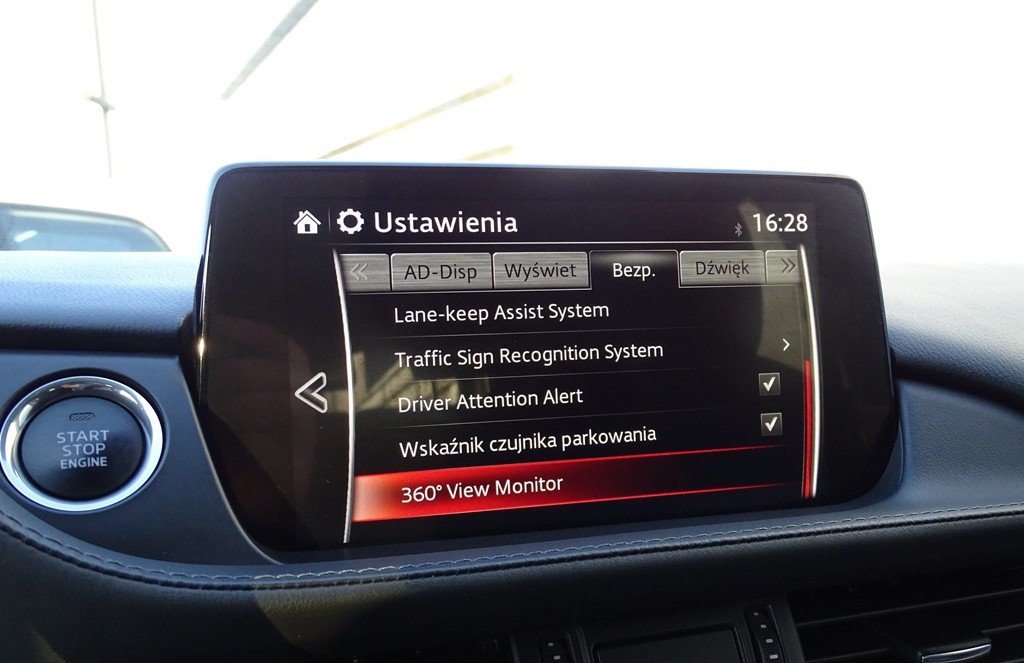 Ustawienia 16:28
AD-Disp Wyświet Bezp. Dźwięk
Lane-keep Assist System
Traffic Sign Recognition System
Driver Attention Alert
Wskaźnik czujnika parkowania
360° View Monitor
START
STOP
ENGINE